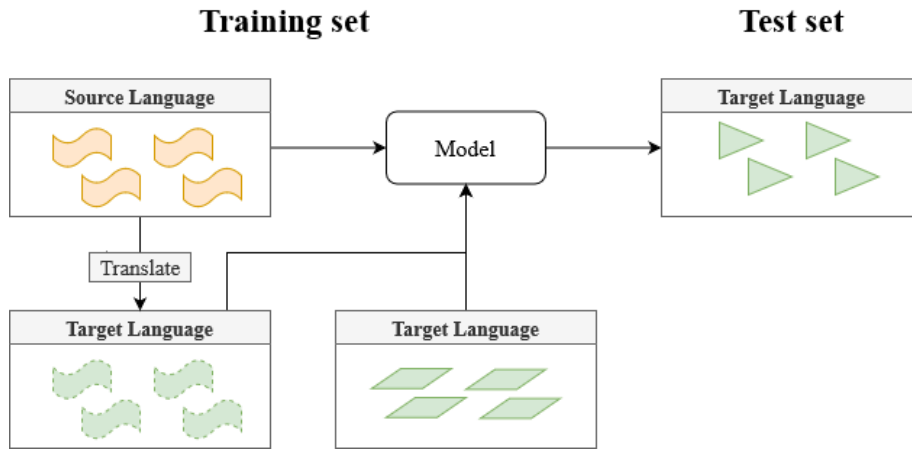 Training set
Test set
Source Language
Model
Target Language
Translate
Target Language
Target Language